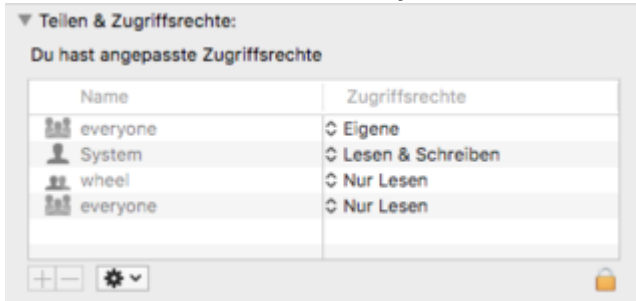 Teilen & Zugriffsrechte:
Du hast angepasste Zugriffsrechte
Name Zugriffsrechte
everyone Eigene
System Lesen & Schreiben
wheel Nur Lesen
everyone Nur Lesen